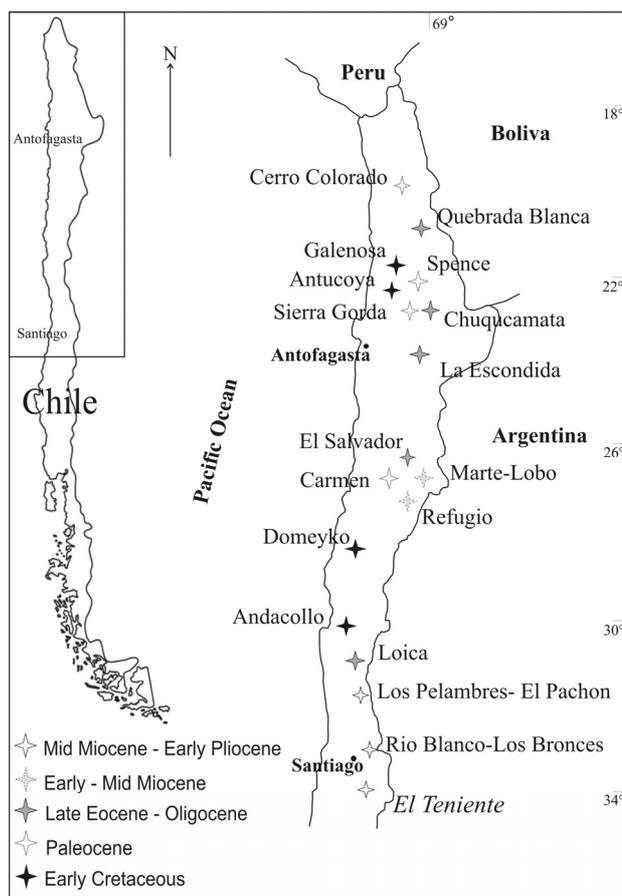 69°
N
Peru
18°
Antofagasta
Boliva
Cerro Colorado
Quebrada Blanca
Galenosa
Spence
Antucoya
22°
Sierra Gorda
Chuqucamata
Santiago
Antofagasta
La Escondida
Chile
Pacific Ocean
Argentina
El Salvador
26°
Carmen
Marte-Lobo
Refugio
Domeyko
Andacollo
30°
Loica
Los Pelambres- El Pachon
Mid Miocene - Early Pliocene
Rio Blanco-Los Bronces
Santiago
Early - Mid Miocene
34°
El Teniente
Late Eocene - Oligocene
Paleocene
Early Cretaceous